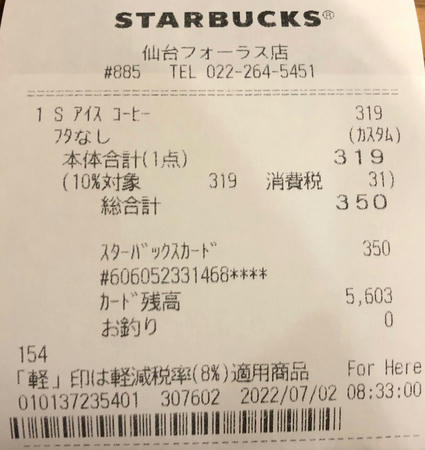 STARBUCKS®
仙台フォーラス店
#885 TEL 022-264-5451
1 S ｱｲｽ ｺｰﾋｰ 319
ﾌﾀなし (ｶｽﾀﾑ)
本体合計(1点) 319
(10%対象 319 消費税 31)
総合計 350
ｽﾀｰﾊﾞｯｸｽｶｰﾄﾞ 350
#606052331468****
ｶｰﾄﾞ残高 5,603
お釣り 0
154
「軽」印は軽減税率(8%)適用商品 For Here
010137235401 307602 2022/07/02 08:33:00